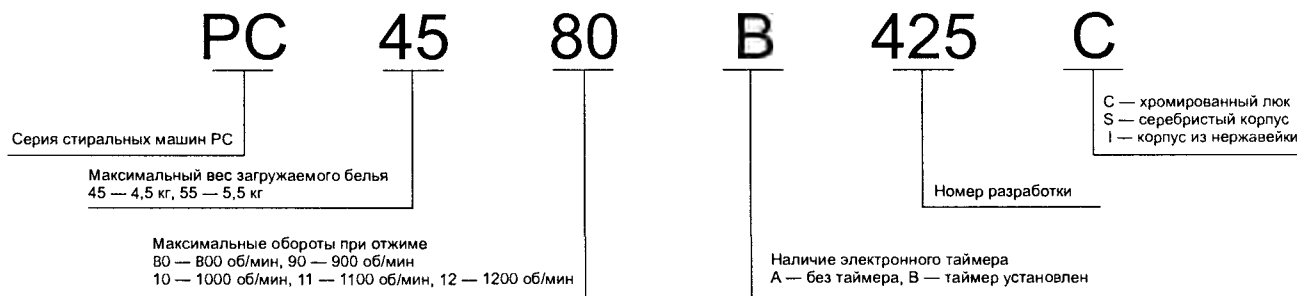 PC 45 80 B 425 C
C — хромированный люк
S — серебристый корпус
I — корпус из нержавейки
Серия стиральных машин PC
Максимальный вес загружаемого белья
45 — 4,5 кг, 55 — 5,5 кг
Номер разработки
Максимальные обороты при отжиме
80 — 800 об/мин, 90 — 900 об/мин
10 — 1000 об/мин, 11 — 1100 об/мин, 12 — 1200 об/мин
Наличие электронного таймера
A — без таймера, B — таймер установлен